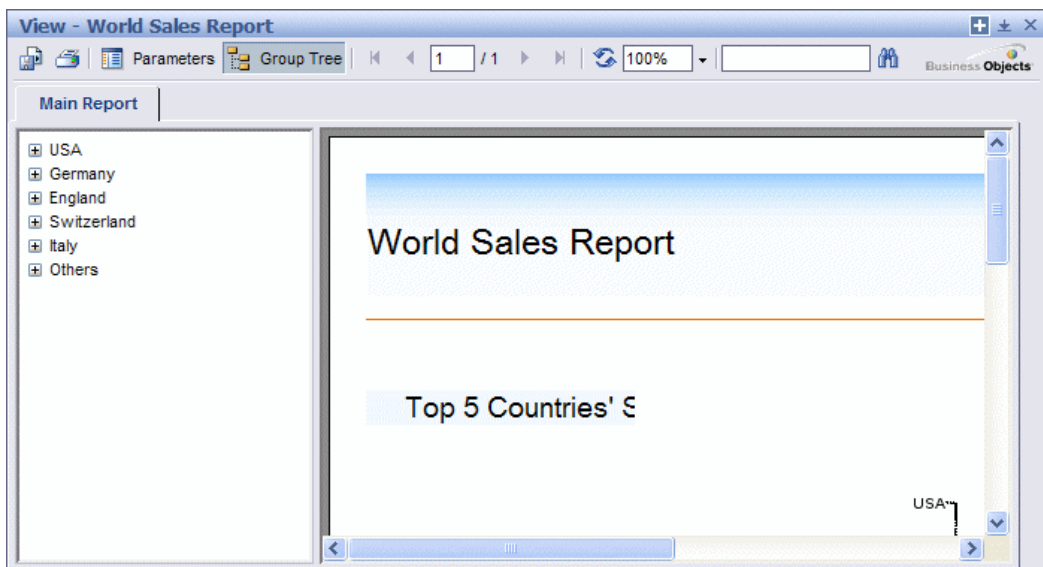 View - World Sales Report
Parameters Group Tree 1 / 1 100% Business Objects
Main Report
USA
Germany
England
Switzerland
Italy
Others
World Sales Report
Top 5 Countries' S
USA